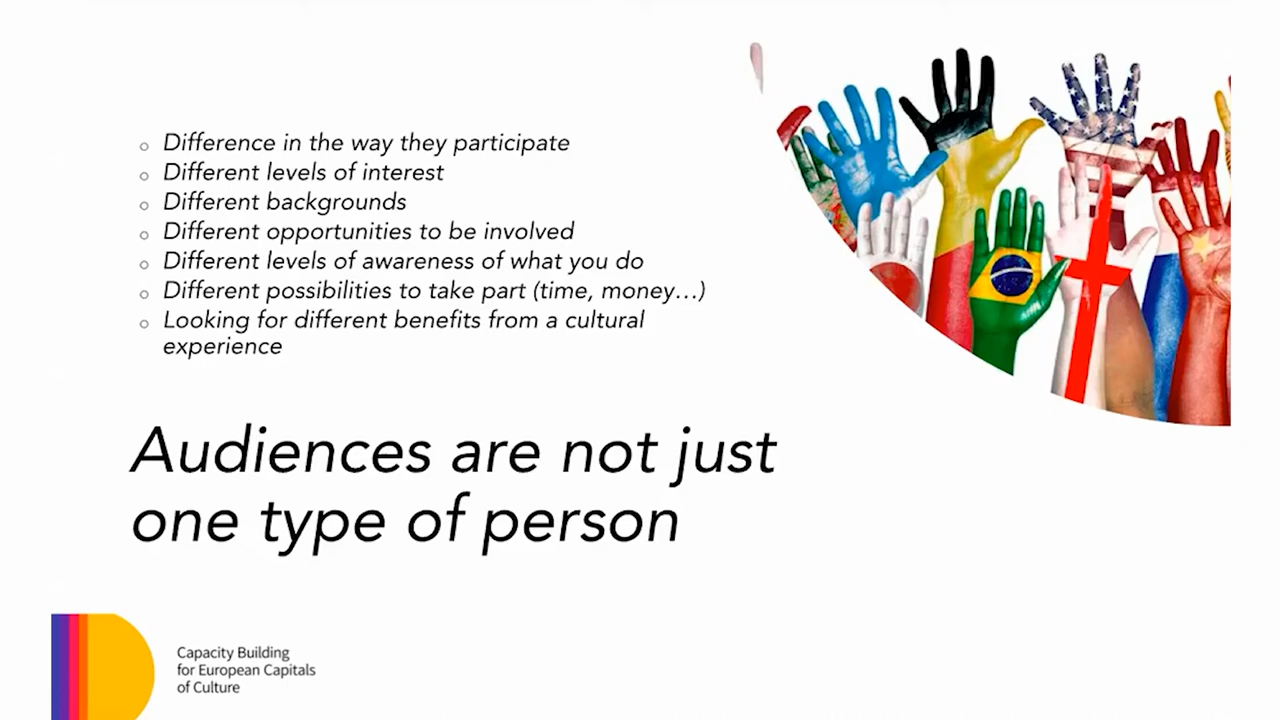 Difference in the way they participate
Different levels of interest
Different backgrounds
Different opportunities to be involved
Different levels of awareness of what you do
Different possibilities to take part (time, money...)
Looking for different benefits from a cultural
experience
Audiences are not just
one type of person
Capacity Building
for European Capitals
of Culture